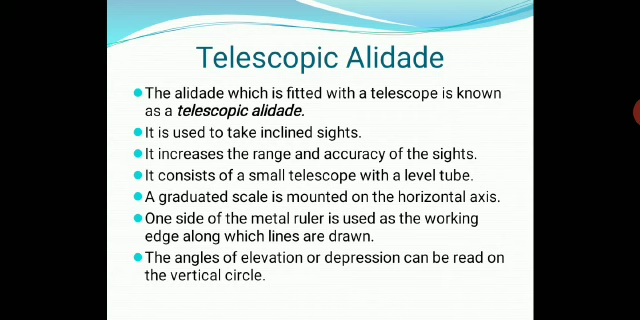 Telescopic Alidade
The alidade which is fitted with a telescope is known
as a telescopic alidade.
It is used to take inclined sights.
It increases the range and accuracy of the sights.
It consists of a small telescope with a level tube.
A graduated scale is mounted on the horizontal axis.
One side of the metal ruler is used as the working
edge along which lines are drawn.
The angles of elevation or depression can be read on
the vertical circle.